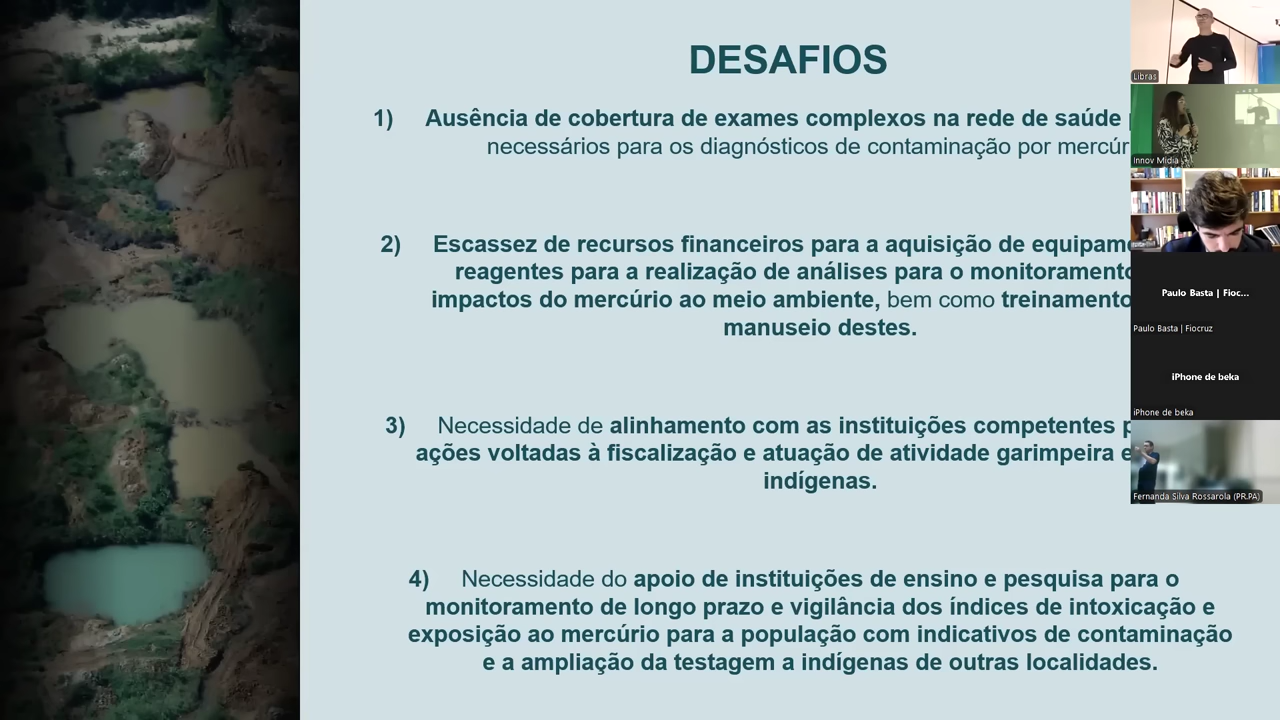 DESAFIOS
1) Ausência de cobertura de exames complexos na rede de saúde
necessários para os diagnósticos de contaminação por
2) Escassez de recursos financeiros para a aquisição de
reagentes para a realização de análises para o
impactos do mercúrio ao meio ambiente, bem como treinamento
manuseio destes.
3) Necessidade de alinhamento com as instituições competentes
ações voltadas à fiscalização e atuação de atividade garimpeira
indígenas.
4) Necessidade do apoio de instituições de ensino e pesquisa para o
monitoramento de longo prazo e vigilância dos índices de intoxicação e
exposição ao mercúrio para a população com indicativos de contaminação
e a ampliação da testagem a indígenas de outras localidades.
Libras
Innov Midia
Paulo Basta | Fioc...
Paulo Basta | Fiocruz
iPhone de beka
iPhone de beka
Fernanda Silva Rossarola (PR.PA)